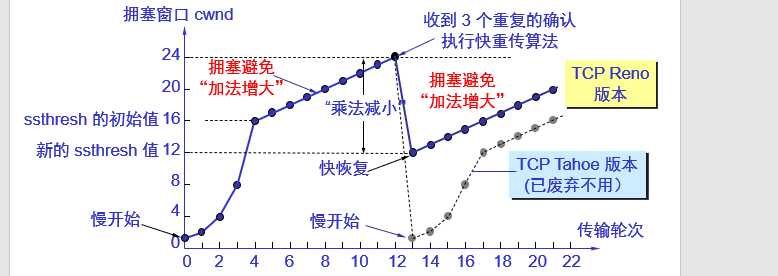 拥塞窗口 cwnd
收到 3 个重复的确认
执行快重传算法
24
拥塞避免
“加法增大”
拥塞避免
“加法增大”
TCP Reno
版本
20
“乘法减小”
ssthresh 的初始值
16
新的 ssthresh 值
12
快恢复
TCP Tahoe 版本
(已废弃不用）
8
慢开始
4
慢开始
传输轮次
0
0 2 4 6 8 10 12 14 16 18 20 22